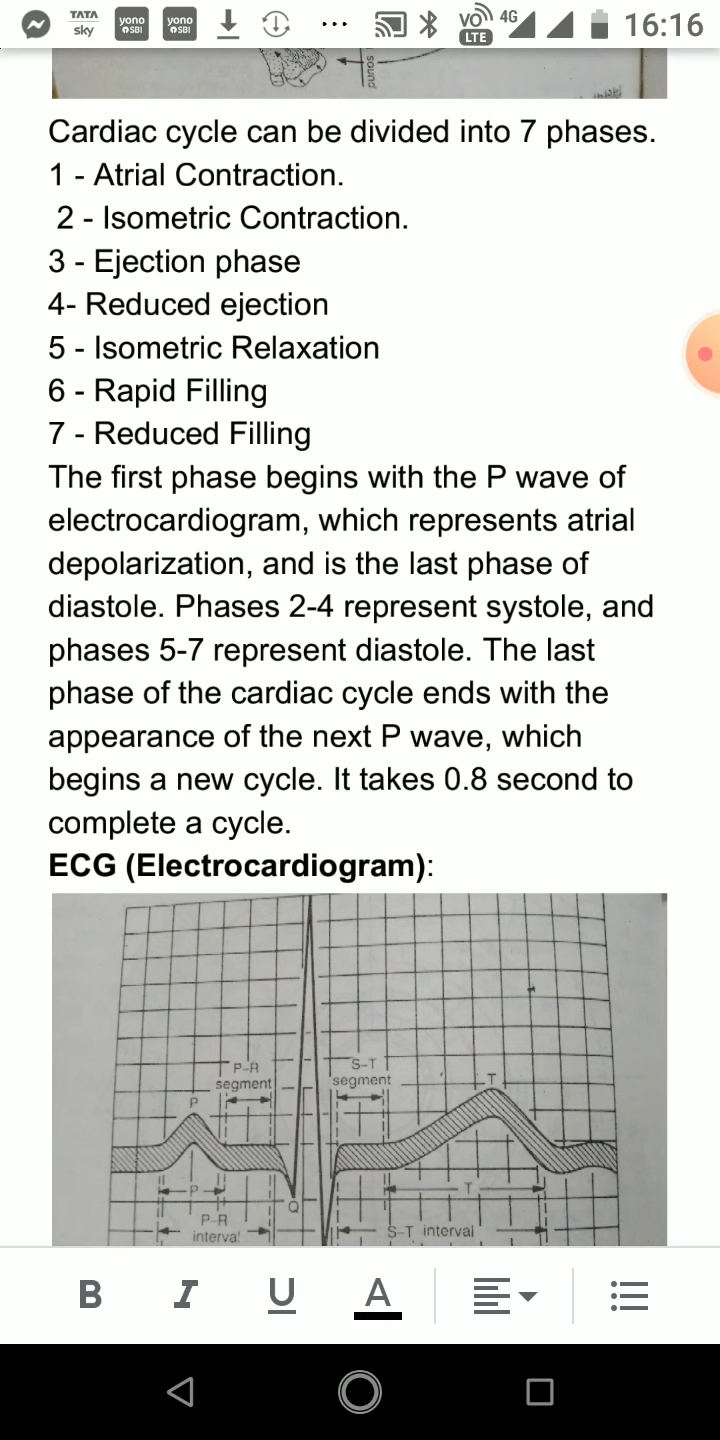 TATA
sky
yono
SBI
yono
SBI
VO
LTE
4G
16:16
sound
Cardiac cycle can be divided into 7 phases.
1 - Atrial Contraction.
2 - Isometric Contraction.
3 - Ejection phase
4- Reduced ejection
5 - Isometric Relaxation
6 - Rapid Filling
7 - Reduced Filling
The first phase begins with the P wave of
electrocardiogram, which represents atrial
depolarization, and is the last phase of
diastole. Phases 2-4 represent systole, and
phases 5-7 represent diastole. The last
phase of the cardiac cycle ends with the
appearance of the next P wave, which
begins a new cycle. It takes 0.8 second to
complete a cycle.
ECG (Electrocardiogram):
P-R
segment
S-T
segment
P
T
P
T
Q
P-R
interval
S-T interval
B I U A